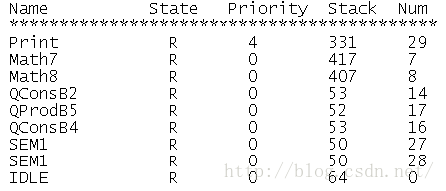 Name State Priority Stack Num
******************************************
Print R 4 331 29
Math7 R 0 417 7
Math8 R 0 407 8
QConsB2 R 0 53 14
QProdB5 R 0 52 17
QConsB4 R 0 53 16
SEM1 R 0 50 27
SEM1 R 0 50 28
IDLE R 0 64 0
http://blog.csdn.net/